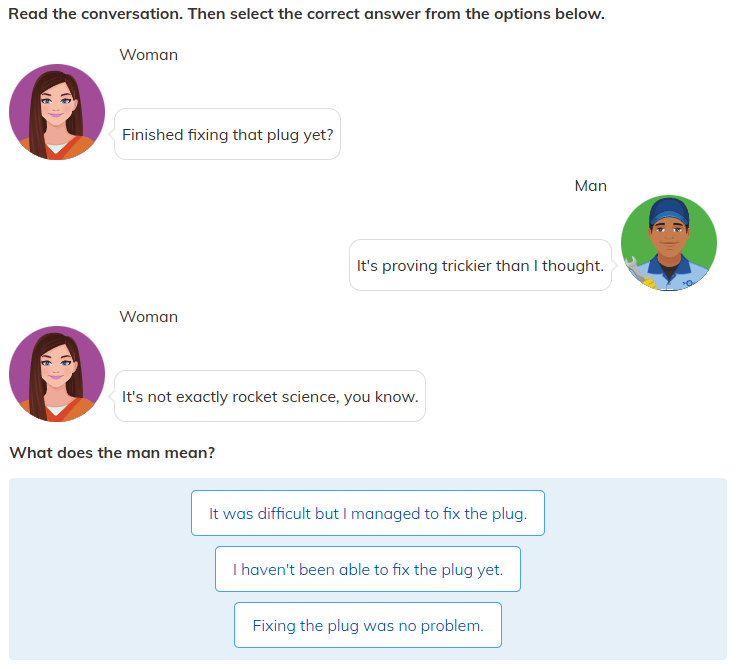 Read the conversation. Then select the correct answer from the options below.
Woman
Finished fixing that plug yet?
Man
It's proving trickier than I thought.
Woman
It's not exactly rocket science, you know.
What does the man mean?
It was difficult but I managed to fix the plug.
I haven't been able to fix the plug yet.
Fixing the plug was no problem.